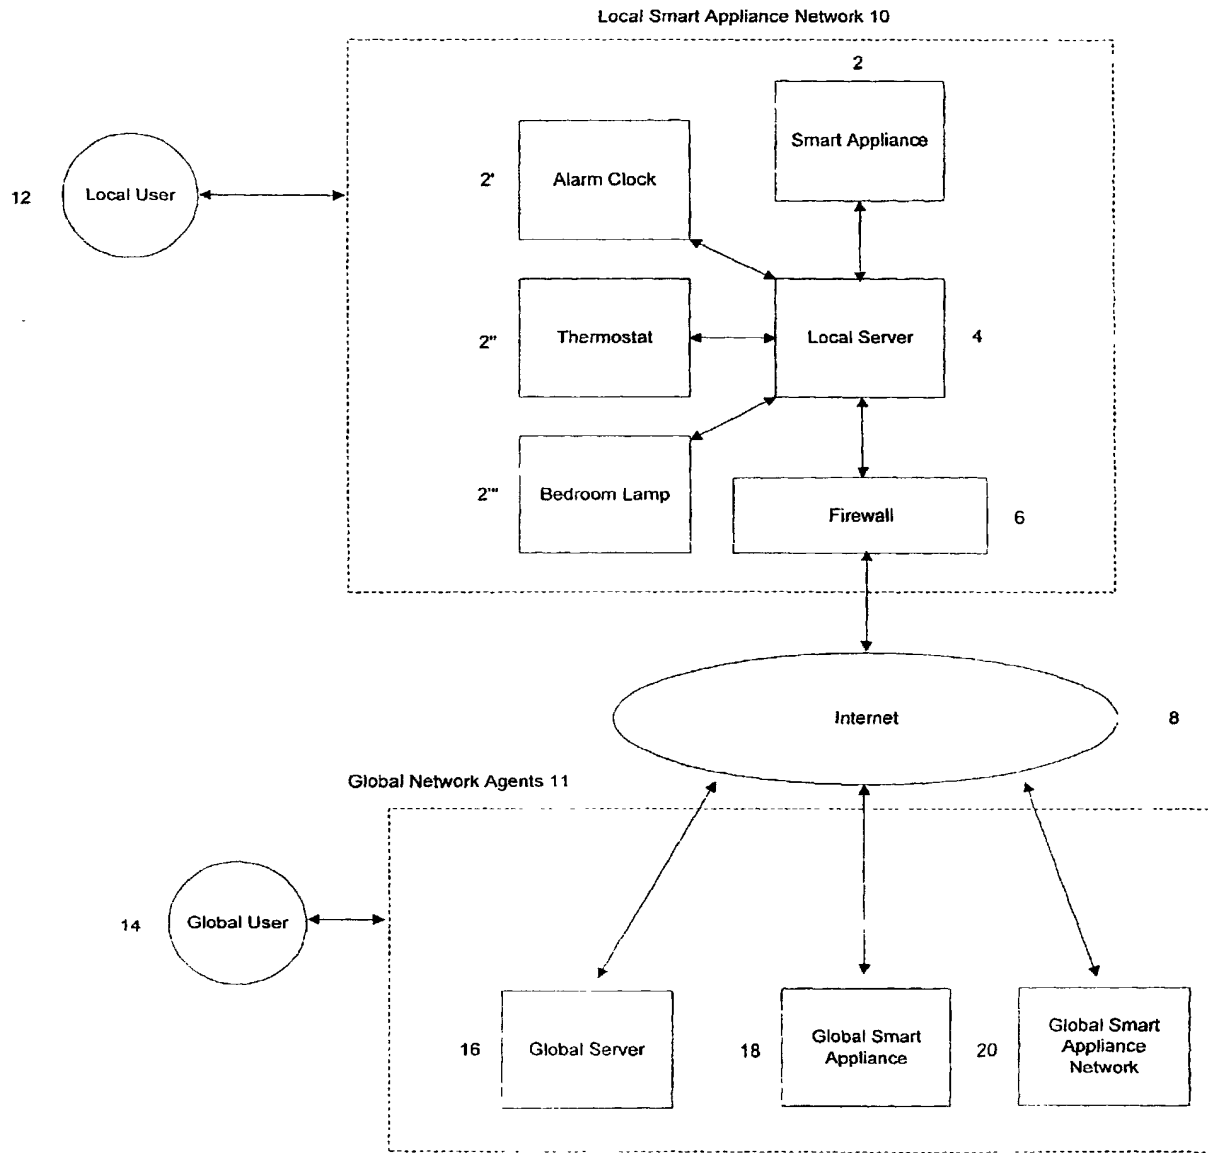 Local Smart Appliance Network 10
2
Smart Appliance
2'
Alarm Clock
12
Local User
2"
Thermostat
Local Server
4
2'"
Bedroom Lamp
Firewall
6
Internet
8
Global Network Agents 11
14
Global User
16
Global Server
18
Global Smart
Appliance
20
Global Smart
Appliance
Network